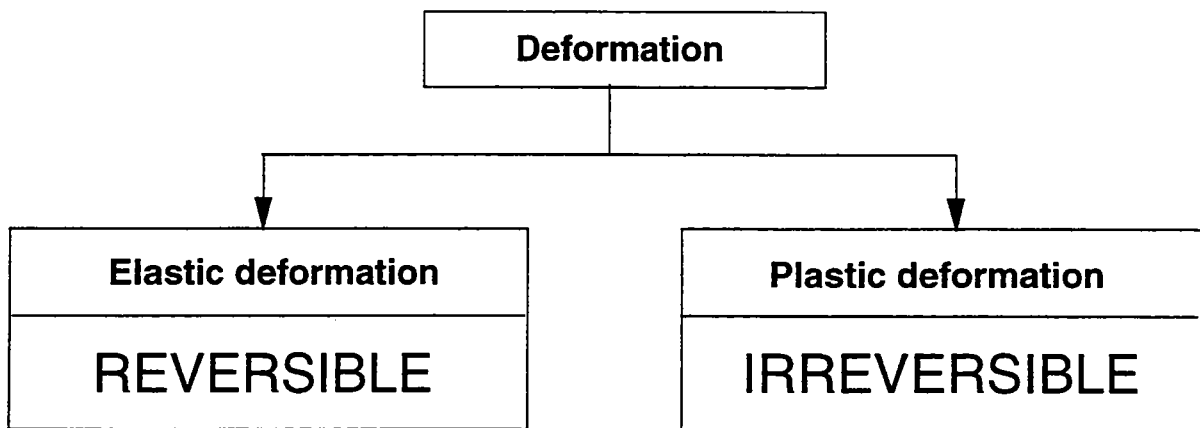 Deformation
Elastic deformation
Plastic deformation
REVERSIBLE
IRREVERSIBLE